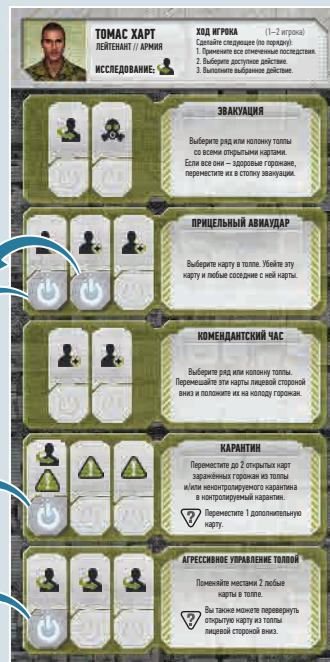 ТОМАС ХАРТ
ЛЕЙТЕНАНТ // АРМИЯ
ИССЛЕДОВАНИЕ:
ХОД ИГРОКА (1–2 игрока)
Сделайте следующее (по порядку):
1. Примените все отмеченные последствия.
2. Выберите доступное действие.
3. Выполните выбранное действие.
ЭВАКУАЦИЯ
Выберите ряд или колонку толпы
со всеми открытыми картами.
Если все они – здоровые горожане,
переместите их в стопку эвакуации.
ПРИЦЕЛЬНЫЙ АВИАУДАР
Выберите карту в толпе. Убейте эту
карту и любые соседние с ней карты.
КОМЕНДАНТСКИЙ ЧАС
Выберите ряд или колонку толпы.
Перемешайте эти карты лицевой стороной
вниз и положите их на колоду горожан.
КАРАНТИН
Переместите до 2 открытых карт
заражённых горожан из толпы
и/или неконтролируемого карантина
в контролируемый карантин.
? Переместите 1 дополнительную
карту.
АГРЕССИВНОЕ УПРАВЛЕНИЕ ТОЛПОЙ
Поменяйте местами 2 любые
карты в толпе.
? Вы также можете перевернуть
открытую карту из толпы
лицевой стороной вниз.